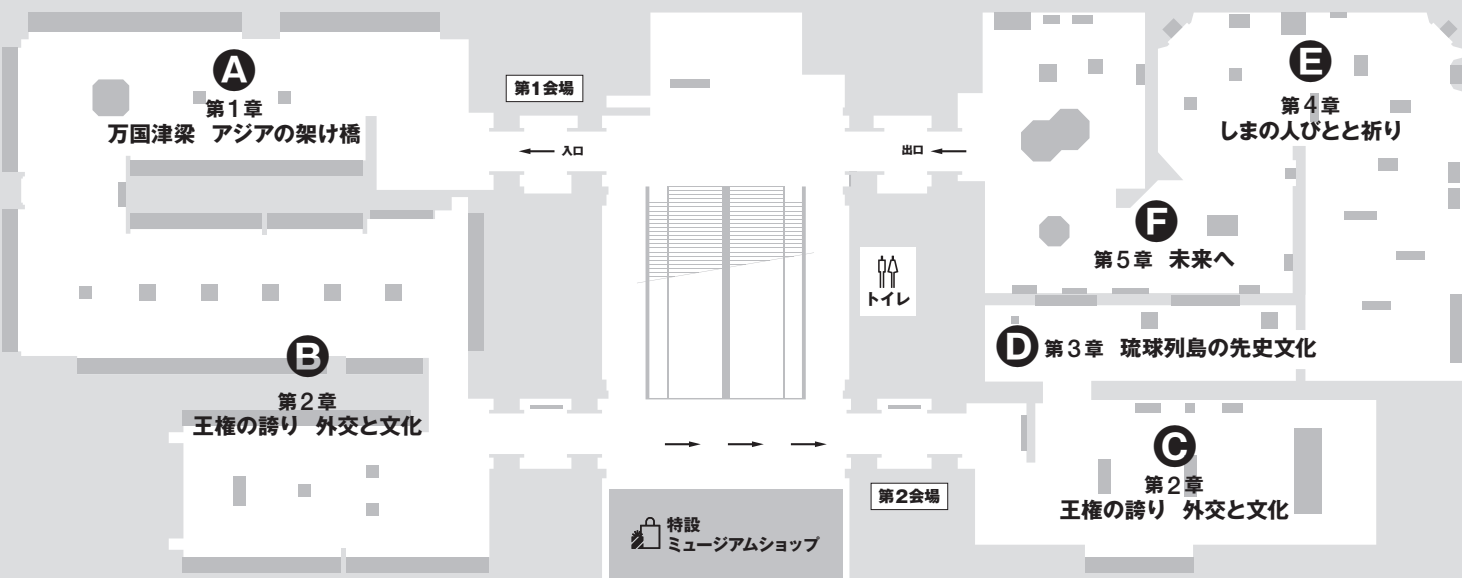 A
第1章
万国津梁 アジアの架け橋
第1会場
入口
B
第2章
王権の誇り 外交と文化
特設
ミュージアムショップ
出口
トイレ
第2会場
C
第2章
王権の誇り 外交と文化
D 第3章 琉球列島の先史文化
E
第4章
しまの人びとと祈り
F
第5章 未来へ